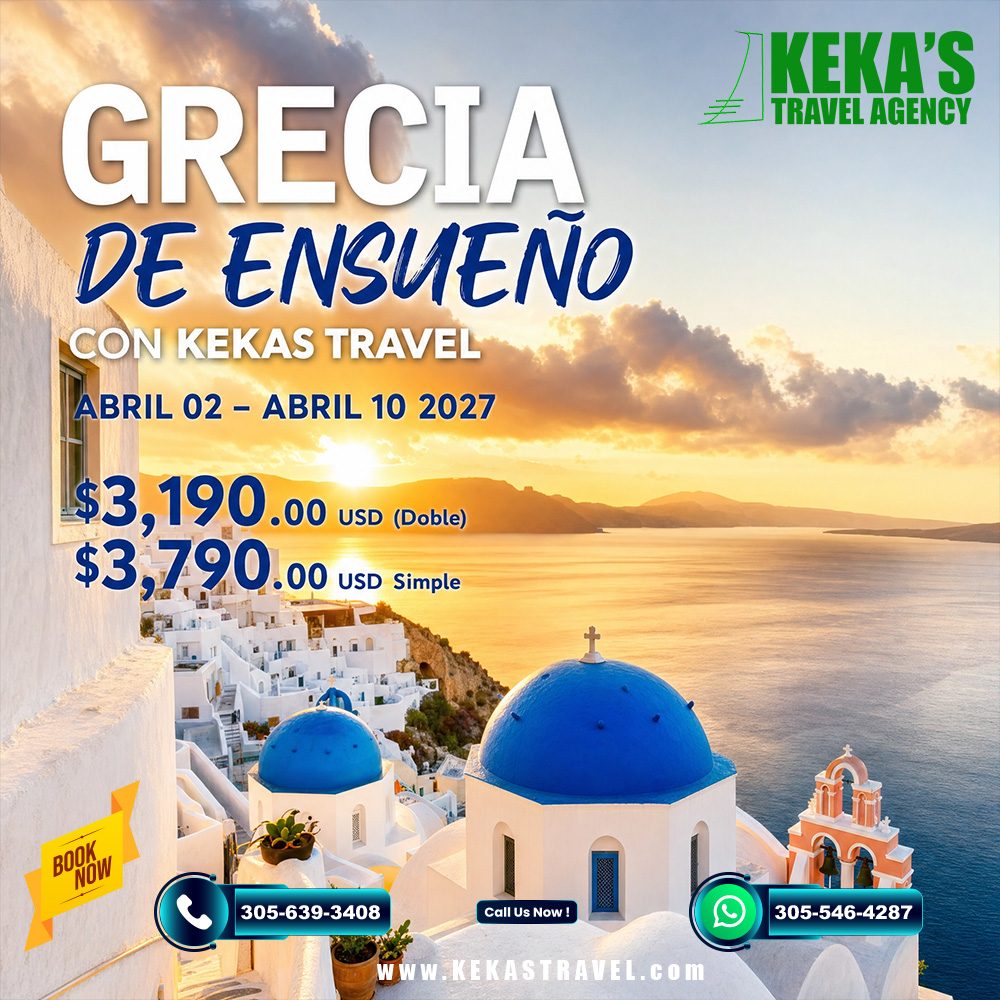 KEKA'S
TRAVEL AGENCY
GRECIA
DE ENSUEÑO
CON KEKAS TRAVEL
ABRIL 02 – ABRIL 10 2027
$3,190.00 USD (Doble)
$3,790.00 USD Simple
BOOK
NOW
305-639-3408
Call Us Now !
305-546-4287
www.KEKASTRAVEL.com